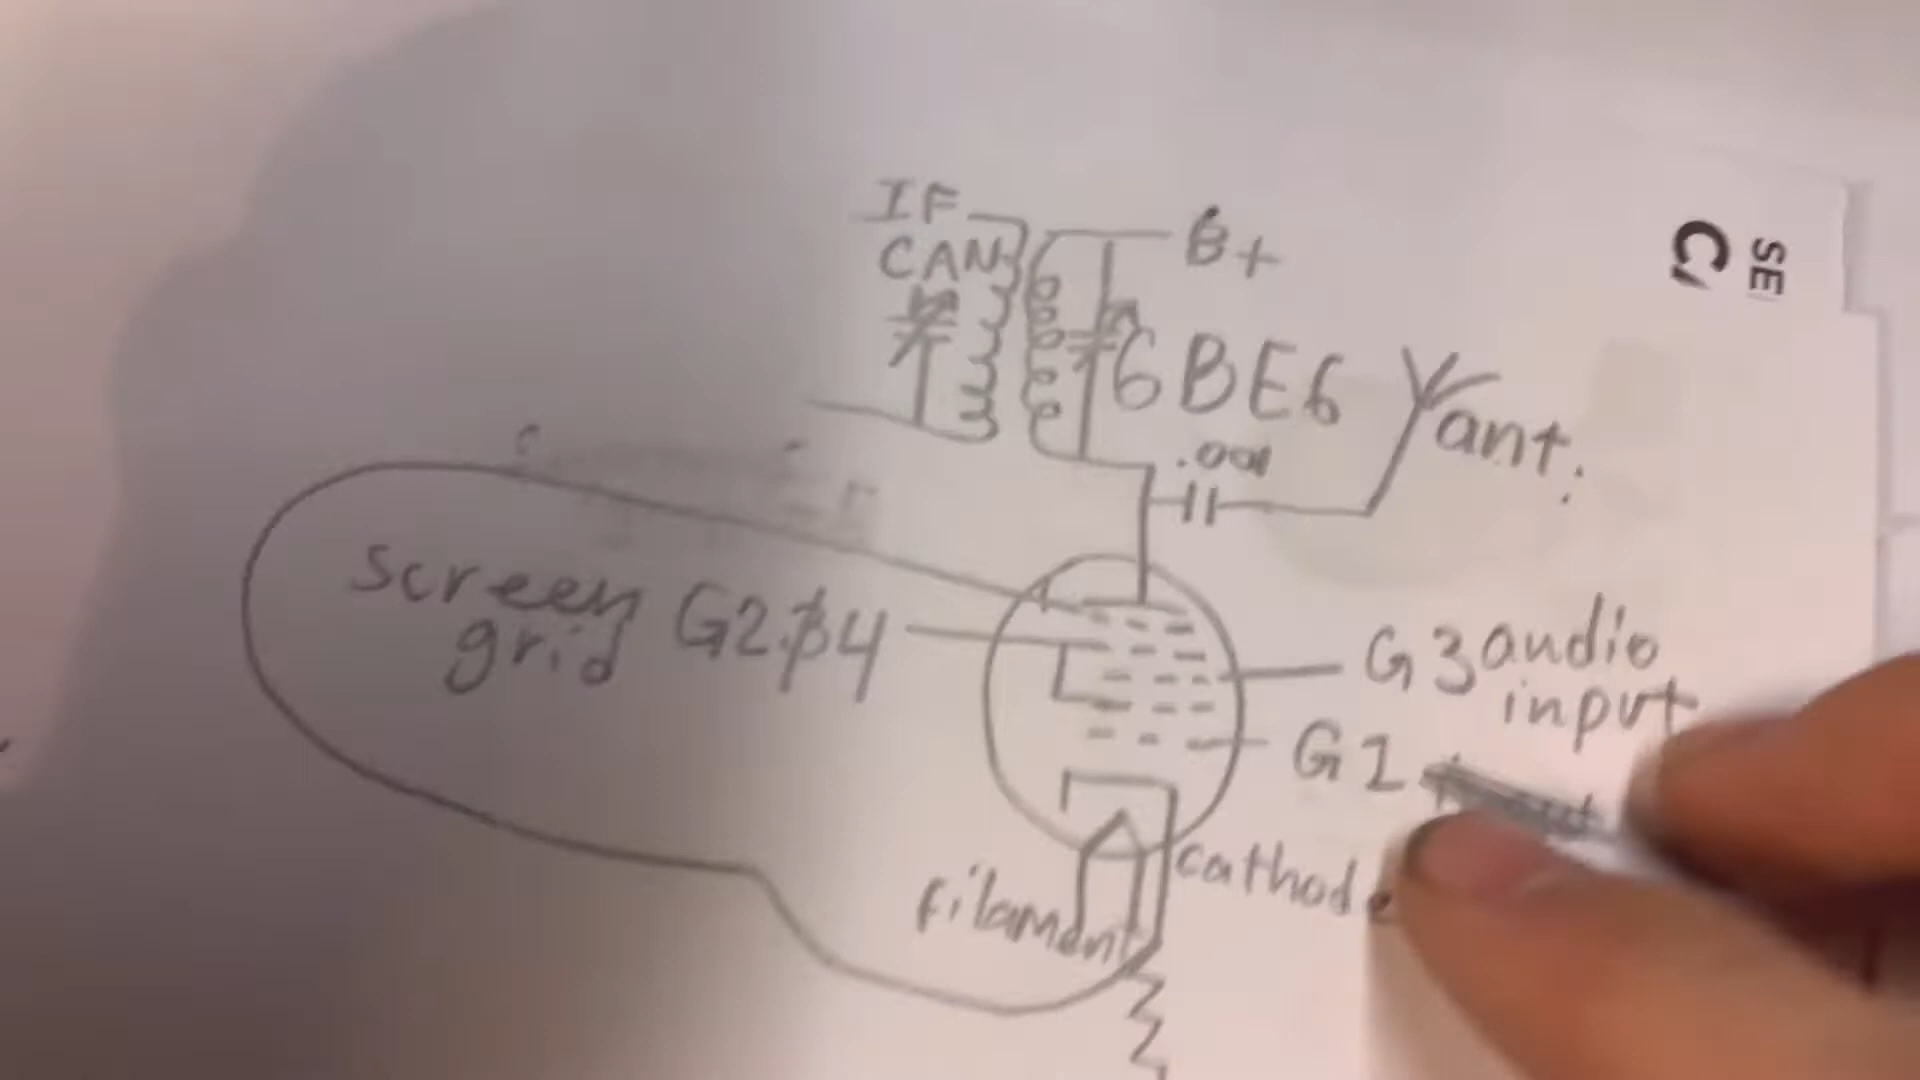 IF
CAN
B+
6BE6
ant.
.001
screen
grid G2&4
G3 audio
input
G1
cathode
filament
SE